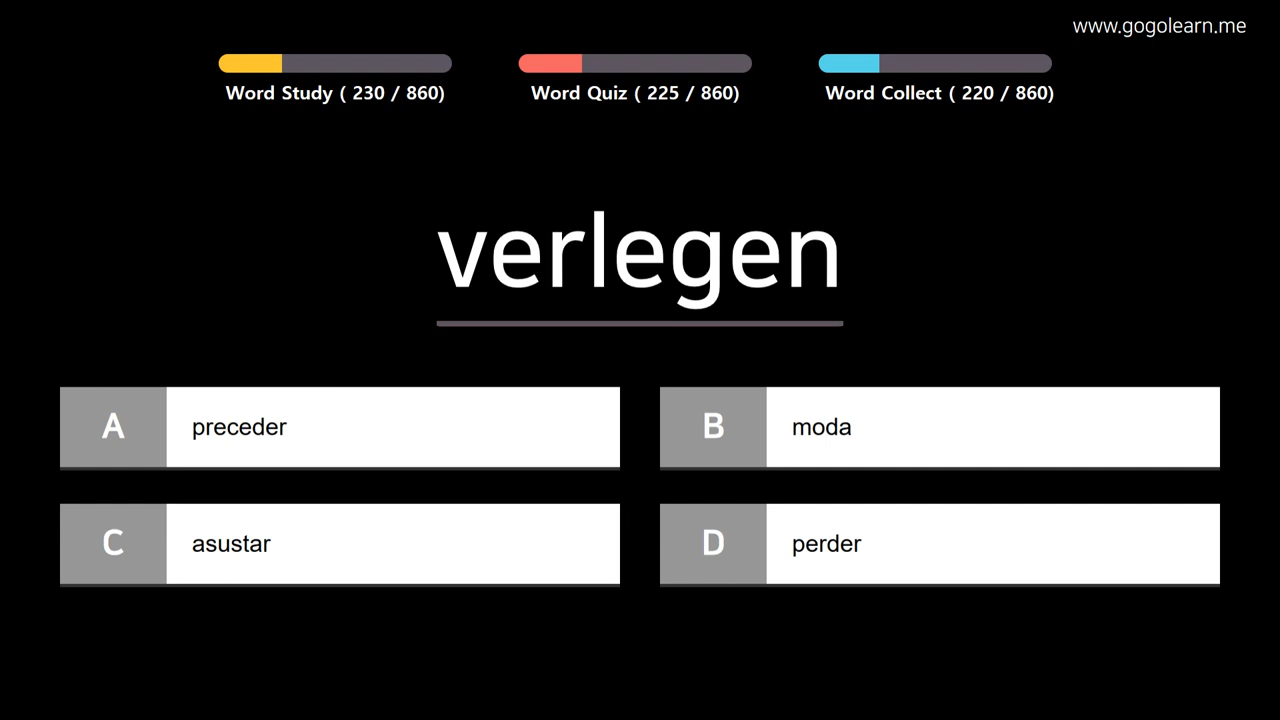 www.gogolearn.me
Word Study ( 230 / 860)
Word Quiz ( 225 / 860)
Word Collect ( 220 / 860)
verlegen
A preceder
B moda
C asustar
D perder